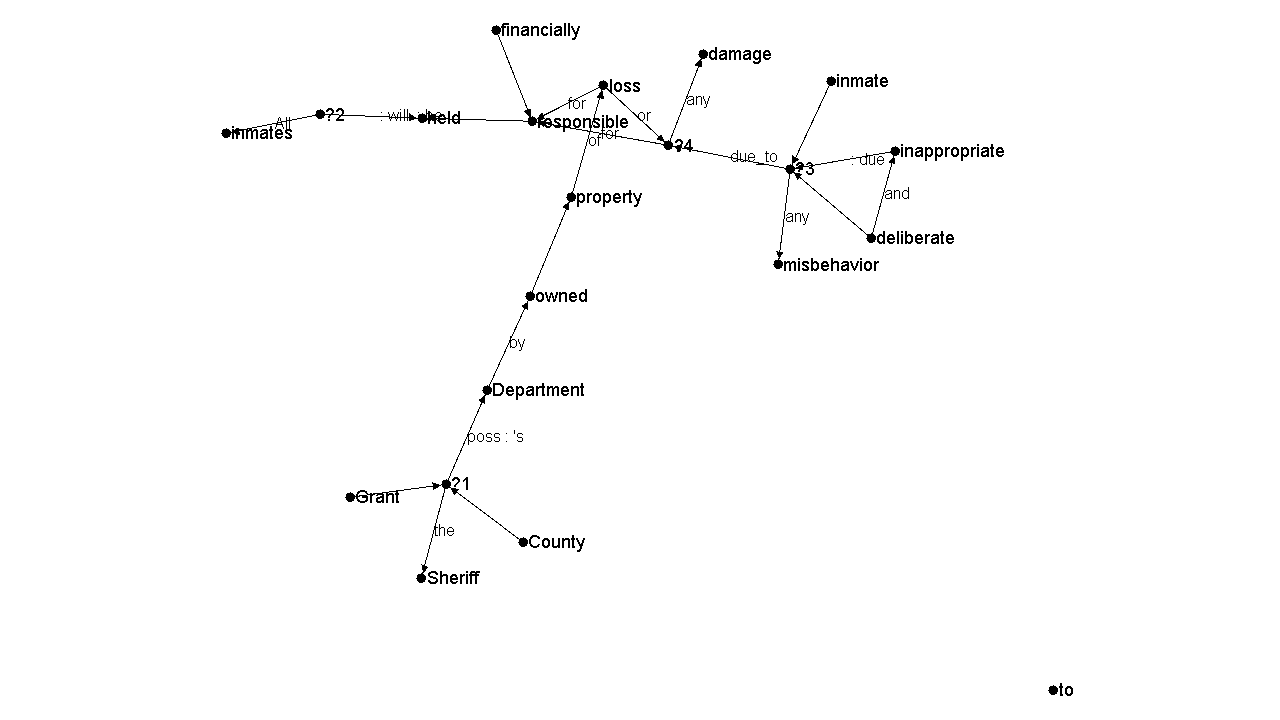 financially
damage
inmate
loss
for
any
or
?2
: will : be
held
responsible
All
inmates
for
of
?4
due_to
?3
: due
inappropriate
property
and
any
deliberate
misbehavior
owned
by
Department
poss : 's
?1
Grant
the
County
Sheriff
to